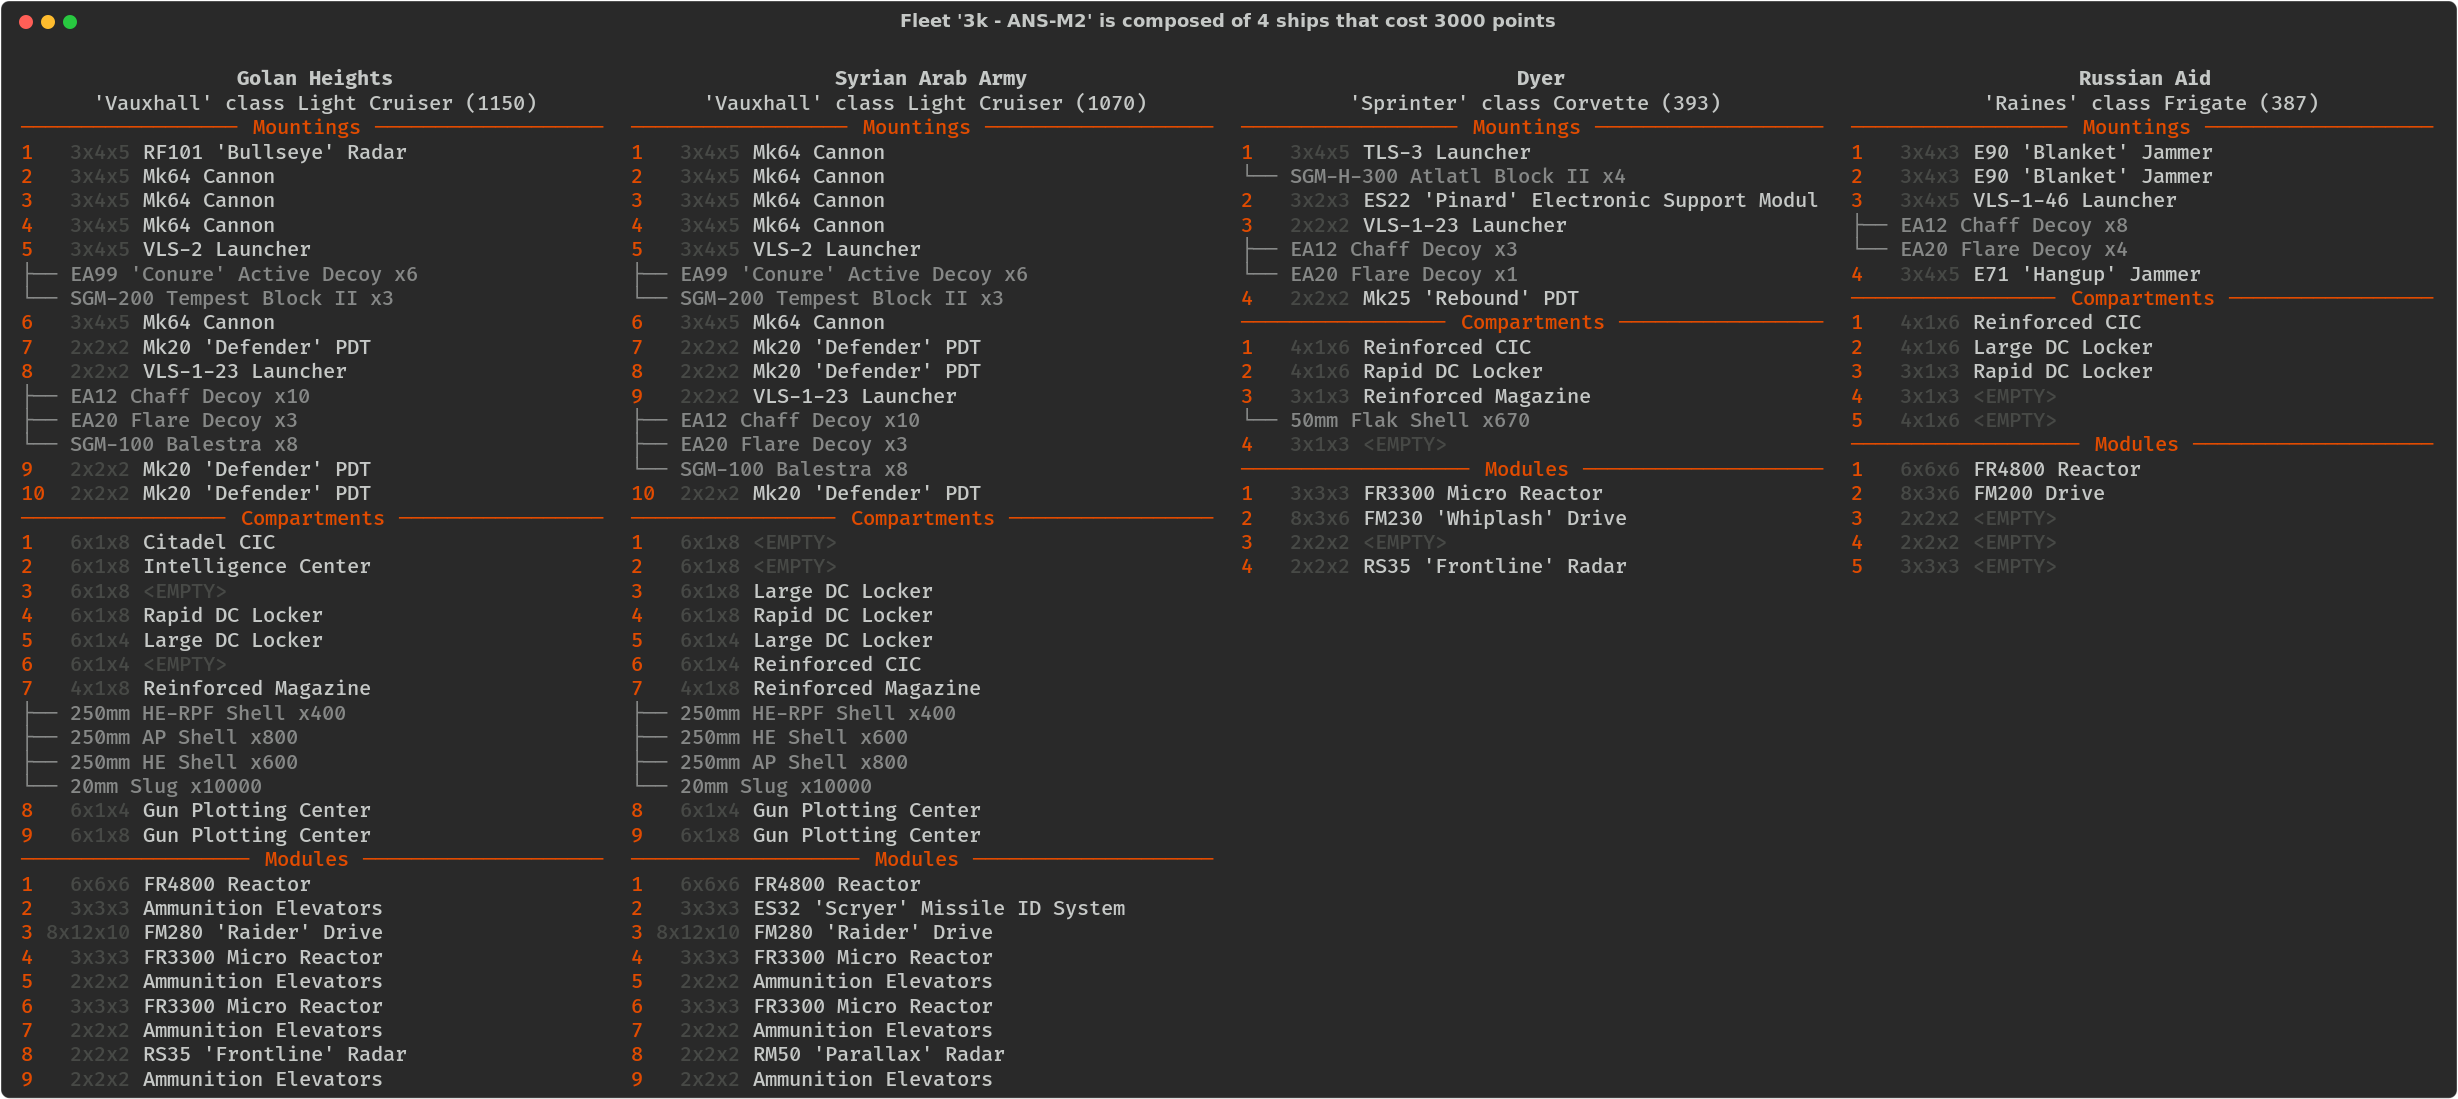 Fleet '3k - ANS-M2' is composed of 4 ships that cost 3000 points
Golan Heights
'Vauxhall' class Light Cruiser (1150)
Mountings
1 3x4x5 RF101 'Bullseye' Radar
2 3x4x5 Mk64 Cannon
3 3x4x5 Mk64 Cannon
4 3x4x5 Mk64 Cannon
5 3x4x5 VLS-2 Launcher
EA99 'Conure' Active Decoy x6
SGM-200 Tempest Block II x3
6 3x4x5 Mk64 Cannon
7 2x2x2 Mk20 'Defender' PDT
8 2x2x2 VLS-1-23 Launcher
EA12 Chaff Decoy x10
EA20 Flare Decoy x3
SGM-100 Balestra x8
9 2x2x2 Mk20 'Defender' PDT
10 2x2x2 Mk20 'Defender' PDT
Compartments
1 6x1x8 Citadel CIC
2 6x1x8 Intelligence Center
3 6x1x8 <EMPTY>
4 6x1x8 Rapid DC Locker
5 6x1x4 Large DC Locker
6 6x1x4 <EMPTY>
7 4x1x8 Reinforced Magazine
250mm HE-RPF Shell x400
250mm AP Shell x800
250mm HE Shell x600
20mm Slug x10000
8 6x1x4 Gun Plotting Center
9 6x1x8 Gun Plotting Center
Modules
1 6x6x6 FR4800 Reactor
2 3x3x3 Ammunition Elevators
3 8x12x10 FM280 'Raider' Drive
4 3x3x3 FR3300 Micro Reactor
5 2x2x2 Ammunition Elevators
6 3x3x3 FR3300 Micro Reactor
7 2x2x2 Ammunition Elevators
8 2x2x2 RS35 'Frontline' Radar
9 2x2x2 Ammunition Elevators
Syrian Arab Army
'Vauxhall' class Light Cruiser (1070)
Mountings
1 3x4x5 Mk64 Cannon
2 3x4x5 Mk64 Cannon
3 3x4x5 Mk64 Cannon
4 3x4x5 Mk64 Cannon
5 3x4x5 VLS-2 Launcher
EA99 'Conure' Active Decoy x6
SGM-200 Tempest Block II x3
6 3x4x5 Mk64 Cannon
7 2x2x2 Mk20 'Defender' PDT
8 2x2x2 Mk20 'Defender' PDT
9 2x2x2 VLS-1-23 Launcher
EA12 Chaff Decoy x10
EA20 Flare Decoy x3
SGM-100 Balestra x8
10 2x2x2 Mk20 'Defender' PDT
Compartments
1 6x1x8 <EMPTY>
2 6x1x8 <EMPTY>
3 6x1x8 Large DC Locker
4 6x1x8 Rapid DC Locker
5 6x1x4 Large DC Locker
6 6x1x4 Reinforced CIC
7 4x1x8 Reinforced Magazine
250mm HE-RPF Shell x400
250mm HE Shell x600
250mm AP Shell x800
20mm Slug x10000
8 6x1x4 Gun Plotting Center
9 6x1x8 Gun Plotting Center
Modules
1 6x6x6 FR4800 Reactor
2 3x3x3 ES32 'Scryer' Missile ID System
3 8x12x10 FM280 'Raider' Drive
4 3x3x3 FR3300 Micro Reactor
5 2x2x2 Ammunition Elevators
6 3x3x3 FR3300 Micro Reactor
7 2x2x2 Ammunition Elevators
8 2x2x2 RM50 'Parallax' Radar
9 2x2x2 Ammunition Elevators
Dyer
'Sprinter' class Corvette (393)
Mountings
1 3x4x5 TLS-3 Launcher
SGM-H-300 Atlatl Block II x4
2 3x2x3 ES22 'Pinard' Electronic Support Modul
3 2x2x2 VLS-1-23 Launcher
EA12 Chaff Decoy x3
EA20 Flare Decoy x1
4 2x2x2 Mk25 'Rebound' PDT
Compartments
1 4x1x6 Reinforced CIC
2 4x1x6 Rapid DC Locker
3 3x1x3 Reinforced Magazine
50mm Flak Shell x670
4 3x1x3 <EMPTY>
Modules
1 3x3x3 FR3300 Micro Reactor
2 8x3x6 FM230 'Whiplash' Drive
3 2x2x2 <EMPTY>
4 2x2x2 RS35 'Frontline' Radar
Russian Aid
'Raines' class Frigate (387)
Mountings
1 3x4x3 E90 'Blanket' Jammer
2 3x4x3 E90 'Blanket' Jammer
3 3x4x5 VLS-1-46 Launcher
EA12 Chaff Decoy x8
EA20 Flare Decoy x4
4 3x4x5 E71 'Hangup' Jammer
Compartments
1 4x1x6 Reinforced CIC
2 4x1x6 Large DC Locker
3 3x1x3 Rapid DC Locker
4 3x1x3 <EMPTY>
5 4x1x6 <EMPTY>
Modules
1 6x6x6 FR4800 Reactor
2 8x3x6 FM200 Drive
3 2x2x2 <EMPTY>
4 2x2x2 <EMPTY>
5 3x3x3 <EMPTY>